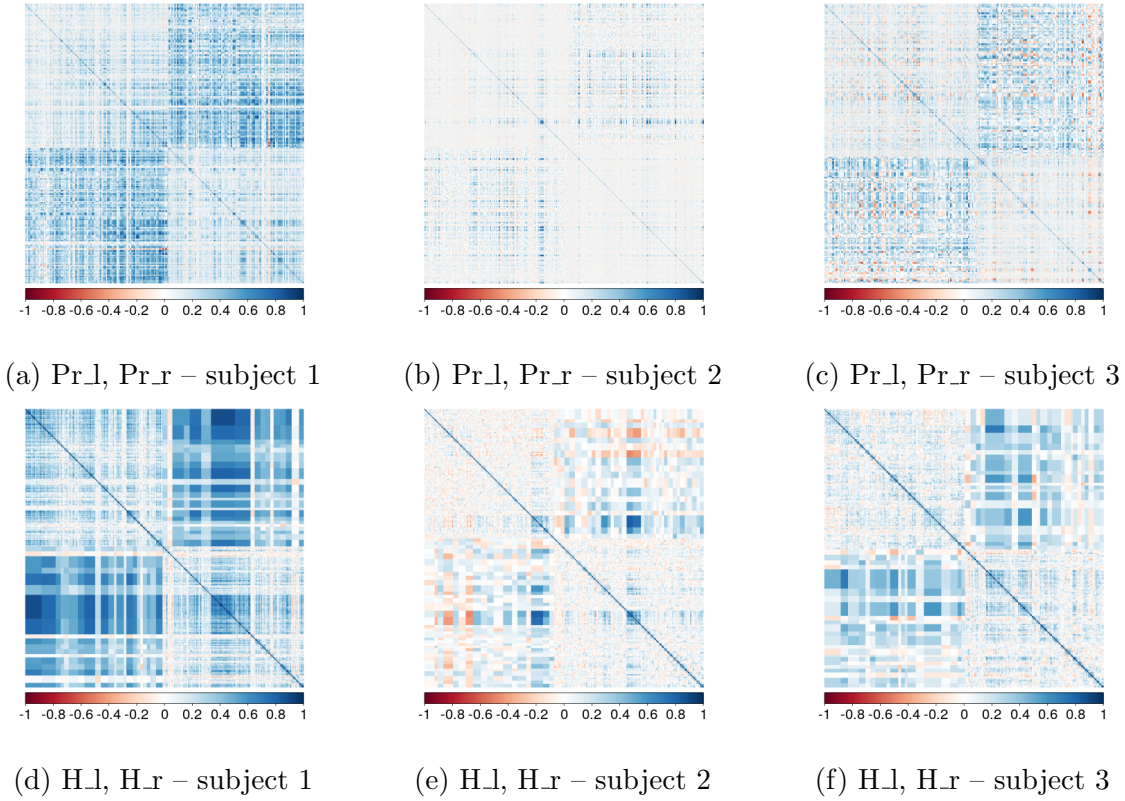 -1 -0.8 -0.6 -0.4 -0.2 0 0.2 0.4 0.6 0.8 1
-1 -0.8 -0.6 -0.4 -0.2 0 0.2 0.4 0.6 0.8 1
-1 -0.8 -0.6 -0.4 -0.2 0 0.2 0.4 0.6 0.8 1
(a) Pr_l, Pr_r – subject 1
(b) Pr_l, Pr_r – subject 2
(c) Pr_l, Pr_r – subject 3
-1 -0.8 -0.6 -0.4 -0.2 0 0.2 0.4 0.6 0.8 1
-1 -0.8 -0.6 -0.4 -0.2 0 0.2 0.4 0.6 0.8 1
-1 -0.8 -0.6 -0.4 -0.2 0 0.2 0.4 0.6 0.8 1
(d) H_l, H_r – subject 1
(e) H_l, H_r – subject 2
(f) H_l, H_r – subject 3